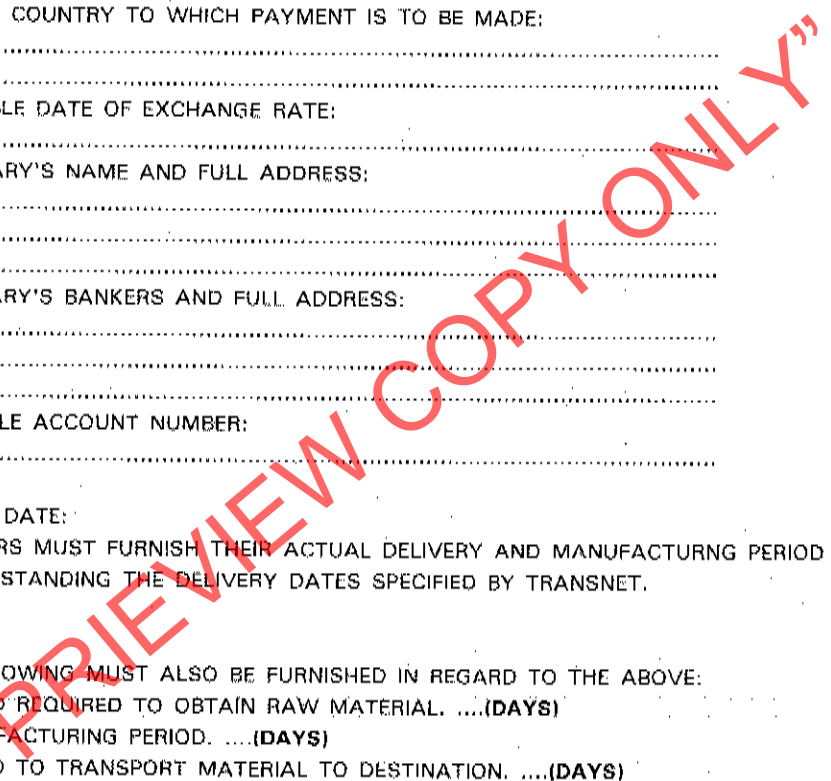 COUNTRY TO WHICH PAYMENT IS TO BE MADE:
LE DATE OF EXCHANGE RATE:
ARY'S NAME AND FULL ADDRESS:
ARY'S BANKERS AND FULL ADDRESS:
LE ACCOUNT NUMBER:
DATE:
RS MUST FURNISH THEIR ACTUAL DELIVERY AND MANUFACTURNG PERIOD
STANDING THE DELIVERY DATES SPECIFIED BY TRANSNET.
OWING MUST ALSO BE FURNISHED IN REGARD TO THE ABOVE:
D REQUIRED TO OBTAIN RAW MATERIAL. ....(DAYS)
FACTURING PERIOD. ....(DAYS)
D TO TRANSPORT MATERIAL TO DESTINATION. ....(DAYS)
PRIEVIEW COPY ONLY”